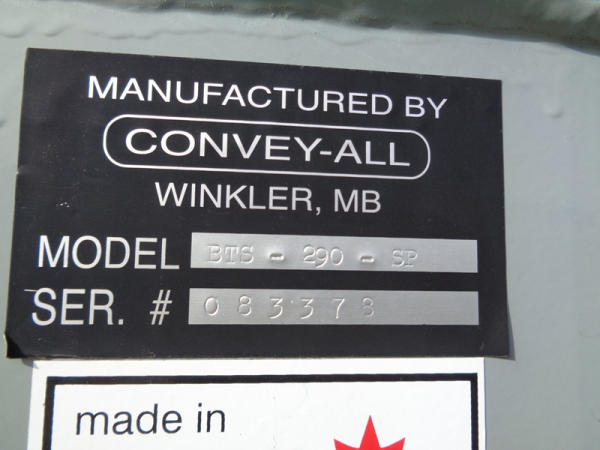 MANUFACTURED BY
CONVEY-ALL
WINKLER, MB
MODEL BTS - 290 - SP
SER. # 083378
made in